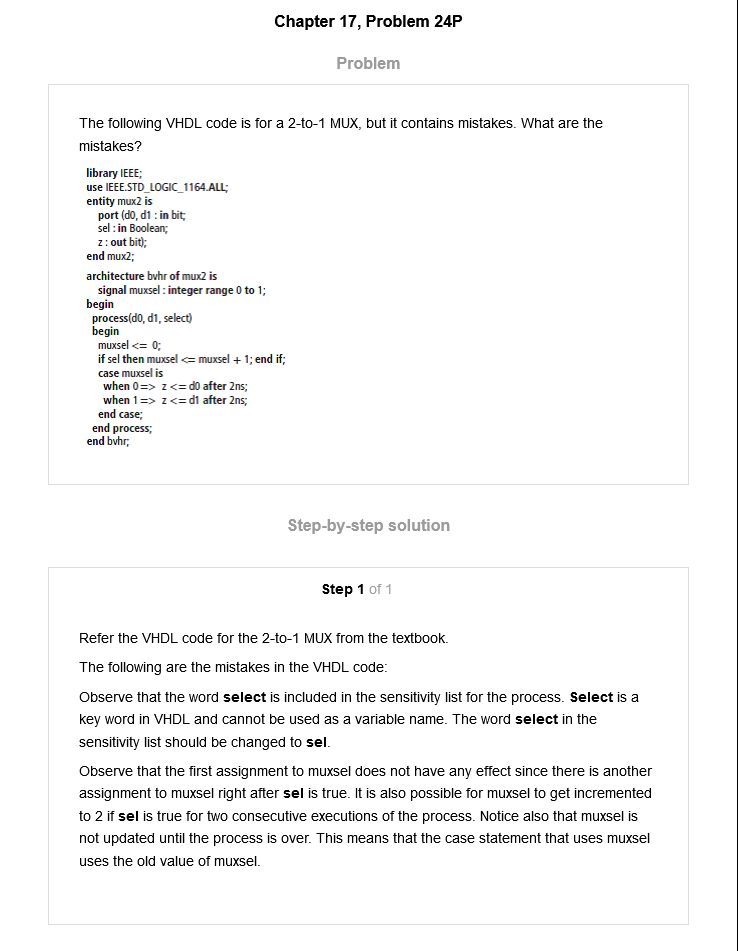 Chapter 17, Problem 24P
Problem
The following VHDL code is for a 2-to-1 MUX, but it contains mistakes. What are the
mistakes?
library IEEE;
use IEEE.STD_LOGIC_1164.ALL;
entity mux2 is
port (d0, d1 : in bit;
sel : in Boolean;
z : out bit);
end mux2;
architecture bvhr of mux2 is
signal muxsel : integer range 0 to 1;
begin
process(d0, d1, select)
begin
muxsel <= 0;
if sel then muxsel <= muxsel + 1; end if;
case muxsel is
when 0 => z <= d0 after 2ns;
when 1 => z <= d1 after 2ns;
end case;
end process;
end bvhr;
Step-by-step solution
Step 1 of 1
Refer the VHDL code for the 2-to-1 MUX from the textbook.
The following are the mistakes in the VHDL code:
Observe that the word select is included in the sensitivity list for the process. Select is a
key word in VHDL and cannot be used as a variable name. The word select in the
sensitivity list should be changed to sel.
Observe that the first assignment to muxsel does not have any effect since there is another
assignment to muxsel right after sel is true. It is also possible for muxsel to get incremented
to 2 if sel is true for two consecutive executions of the process. Notice also that muxsel is
not updated until the process is over. This means that the case statement that uses muxsel
uses the old value of muxsel.